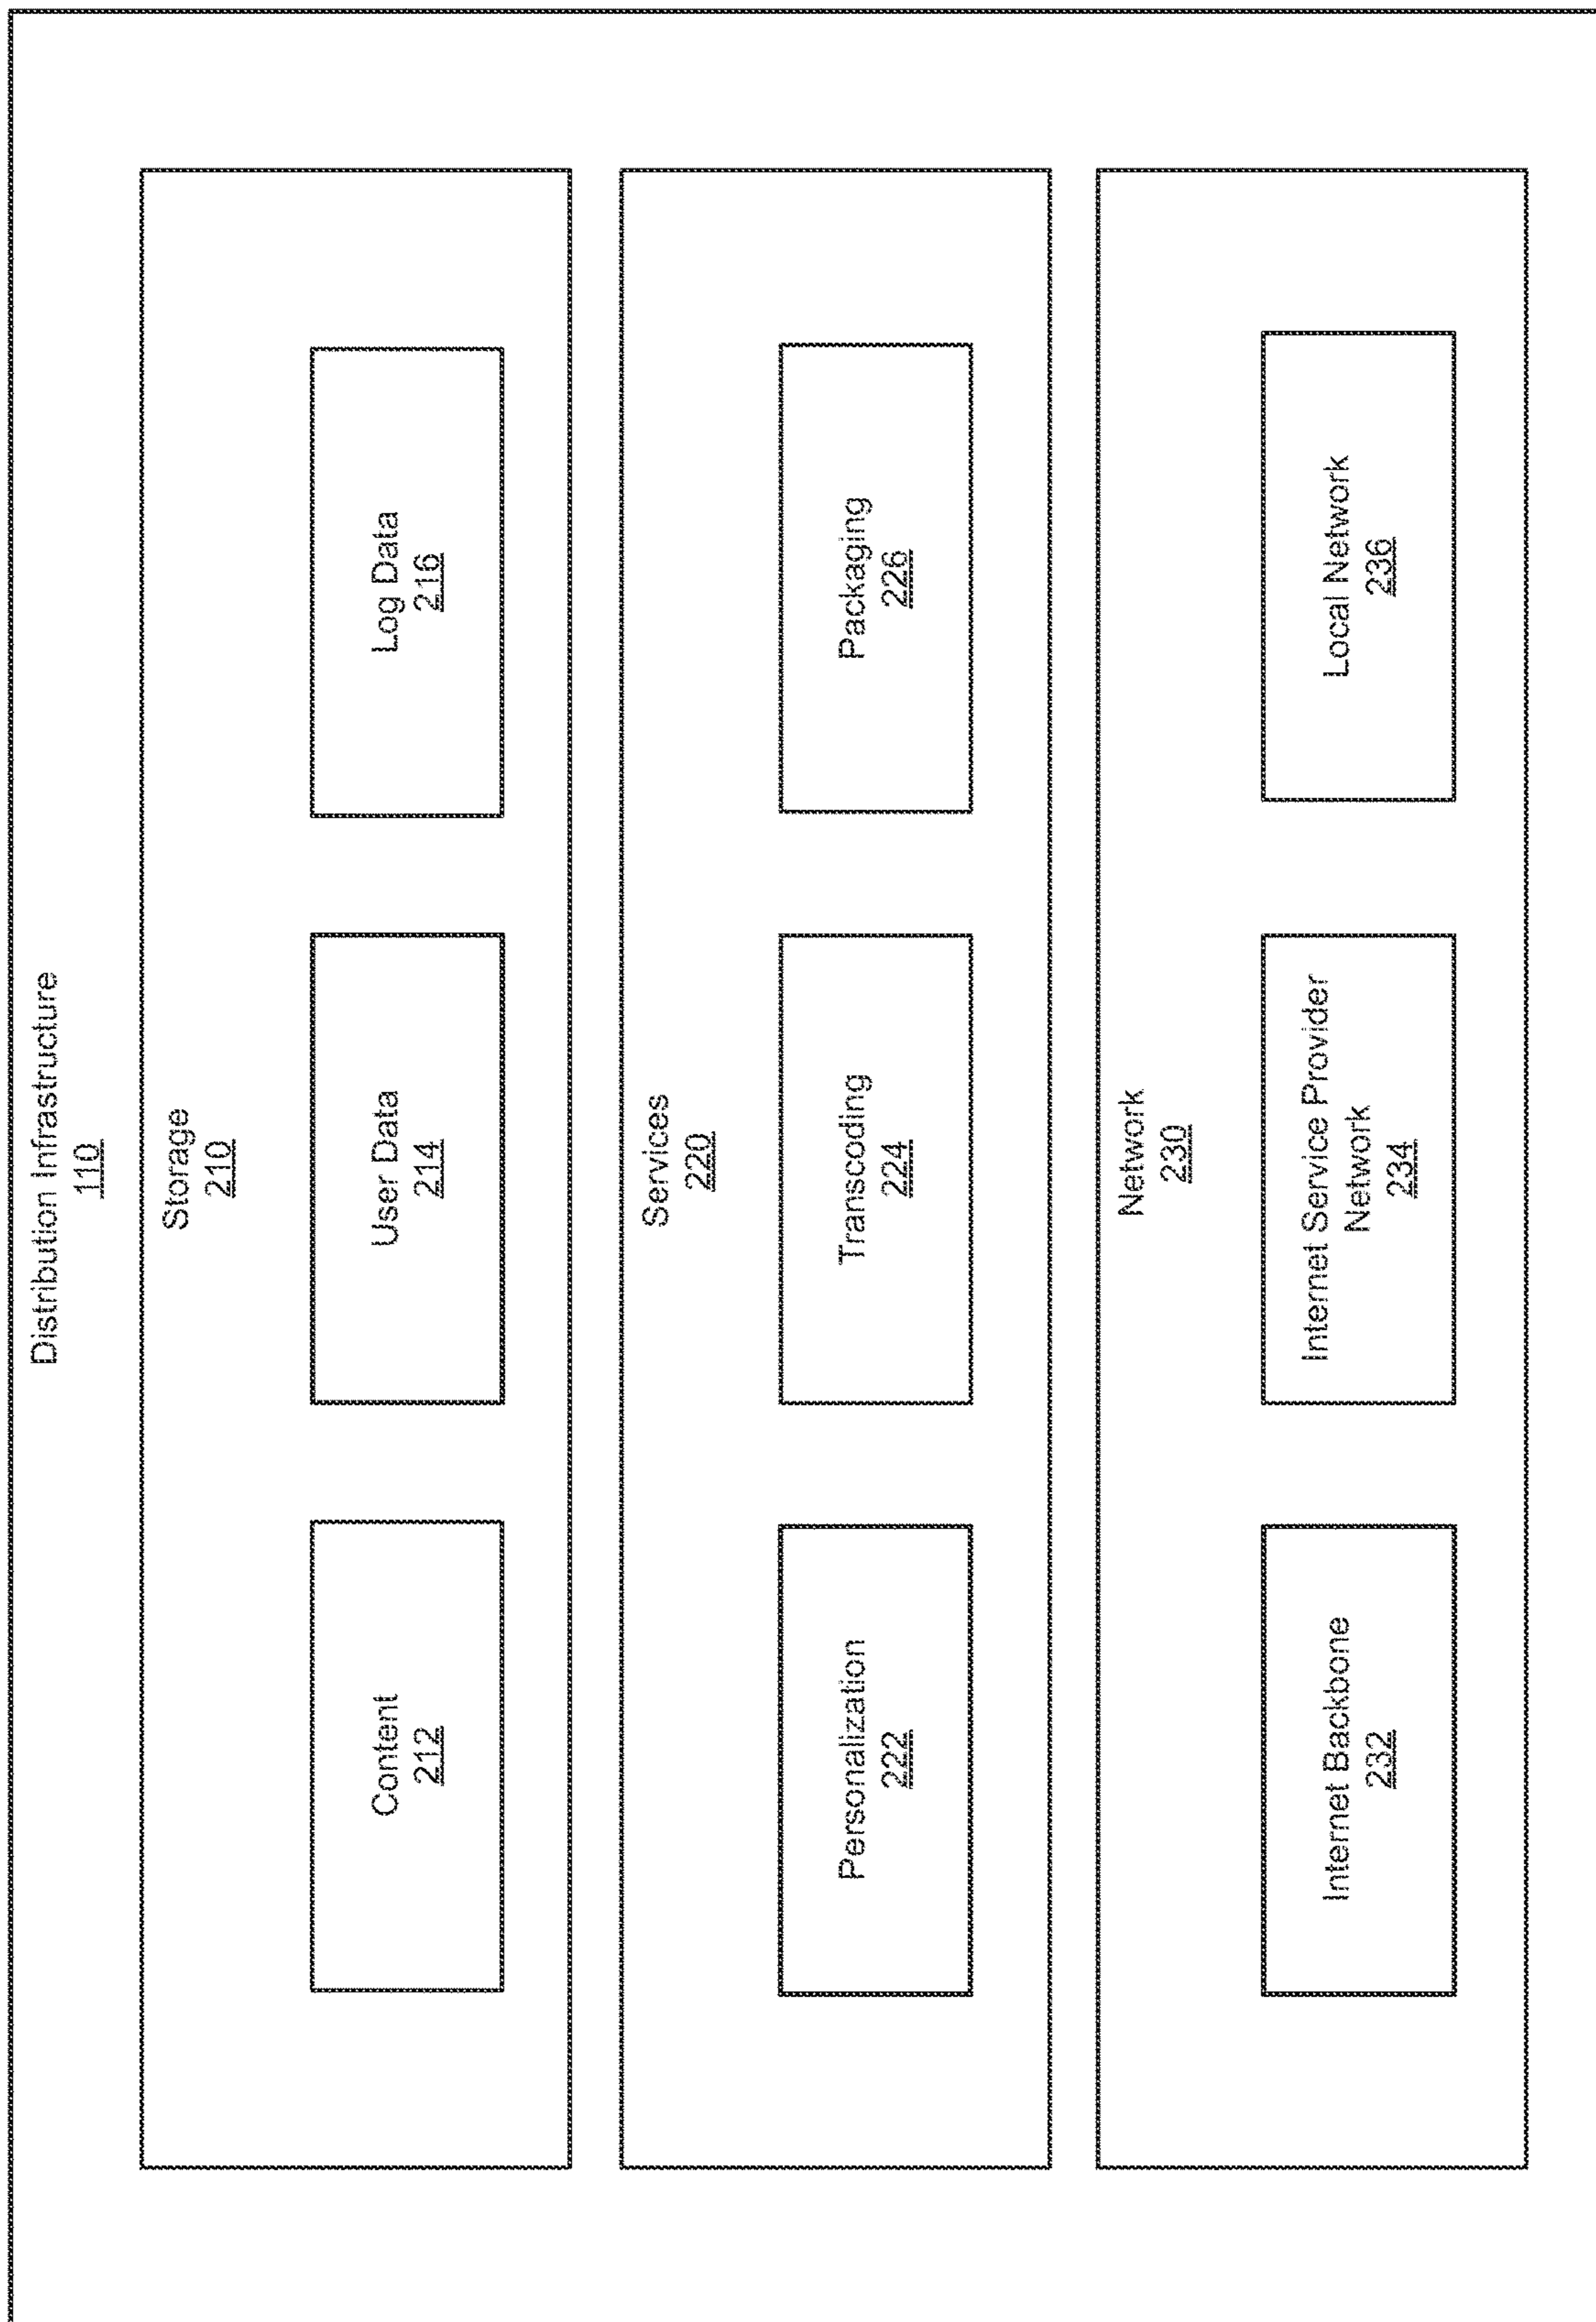 Distribution Infrastructure
110
Storage
210
Content
212
User Data
214
Log Data
216
Services
220
Personalization
222
Transcoding
224
Packaging
226
Network
230
Internet Backbone
232
Internet Service Provider
Network
234
Local Network
236